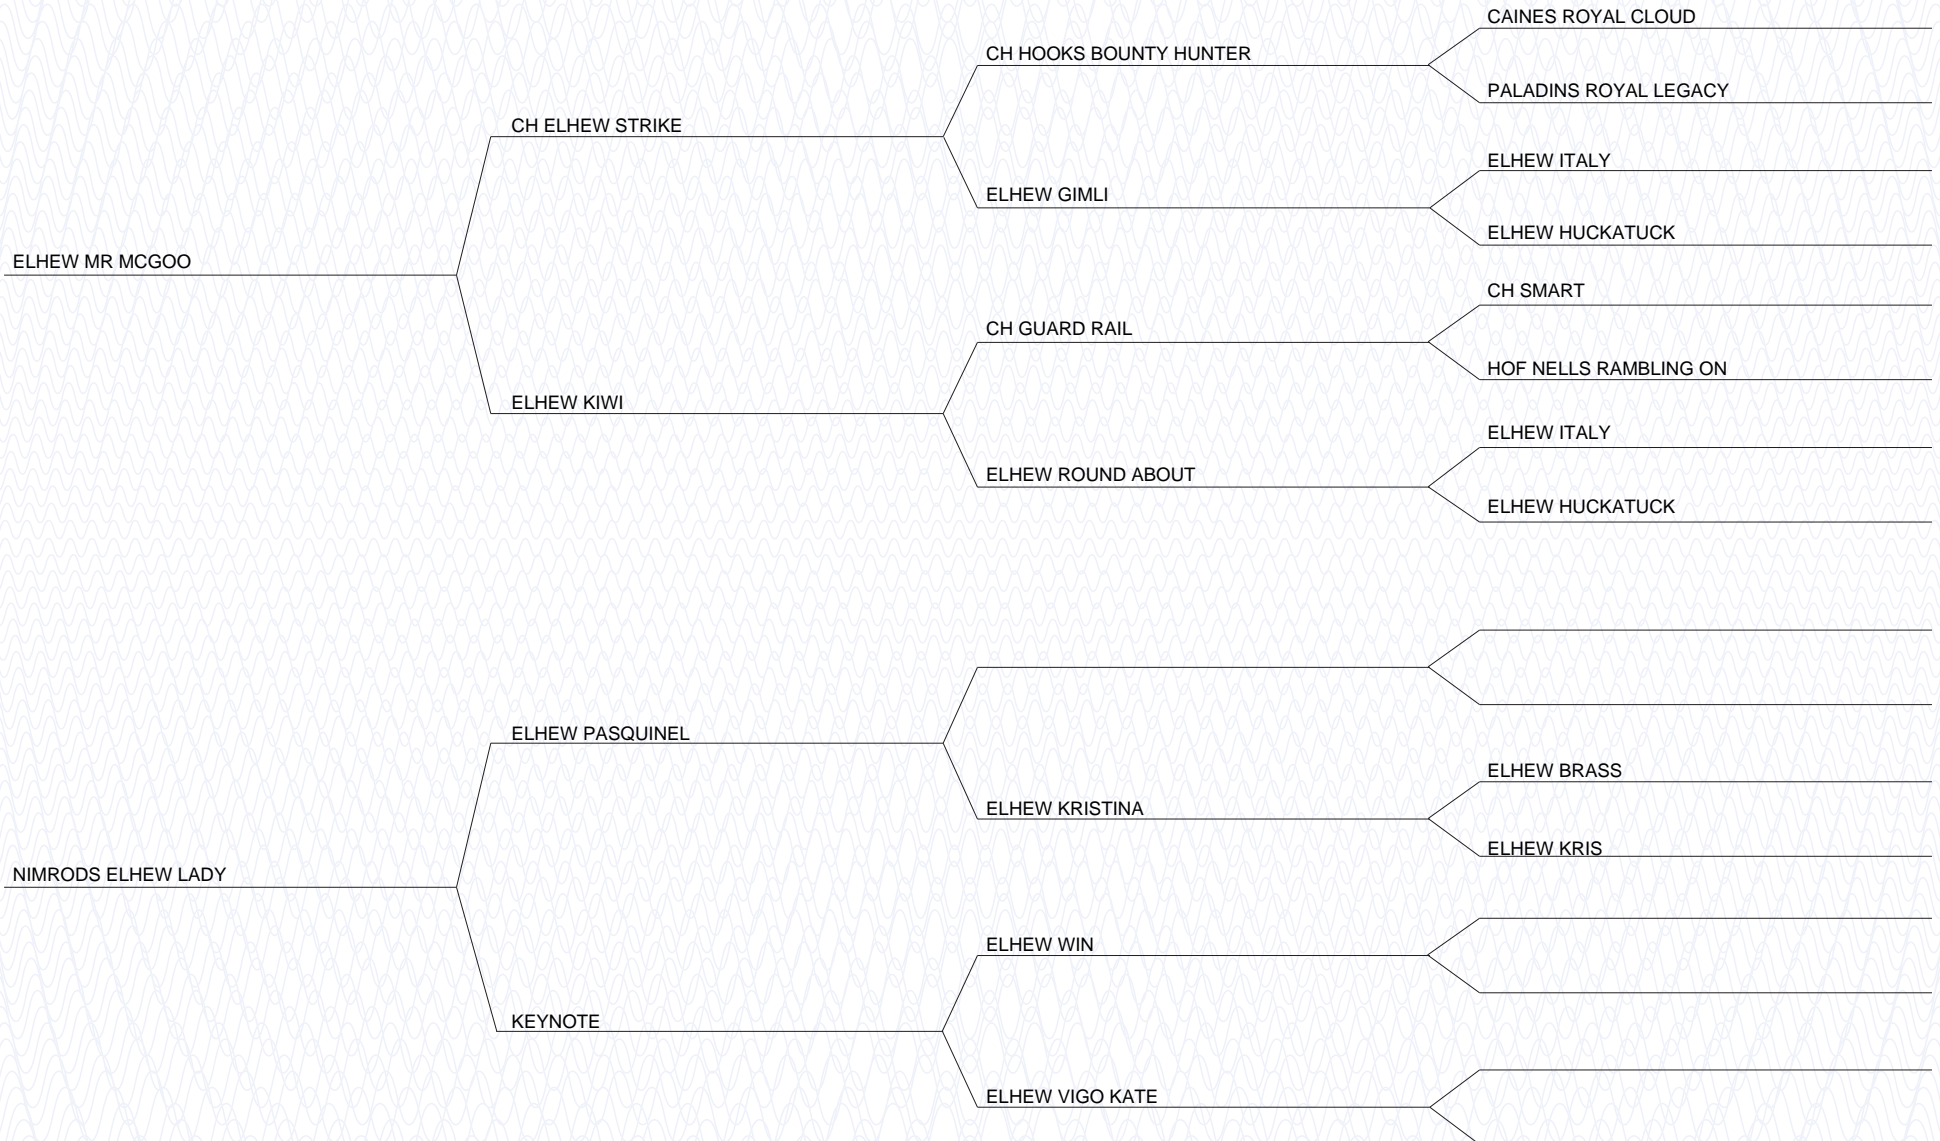 CAINES ROYAL CLOUD
CH HOOKS BOUNTY HUNTER
PALADINS ROYAL LEGACY
CH ELHEW STRIKE
ELHEW ITALY
ELHEW GIMLI
ELHEW HUCKATUCK
ELHEW MR MCGOO
CH SMART
CH GUARD RAIL
HOF NELLS RAMBLING ON
ELHEW KIWI
ELHEW ITALY
ELHEW ROUND ABOUT
ELHEW HUCKATUCK
ELHEW PASQUINEL
ELHEW BRASS
ELHEW KRISTINA
ELHEW KRIS
NIMRODS ELHEW LADY
ELHEW WIN
KEYNOTE
ELHEW VIGO KATE